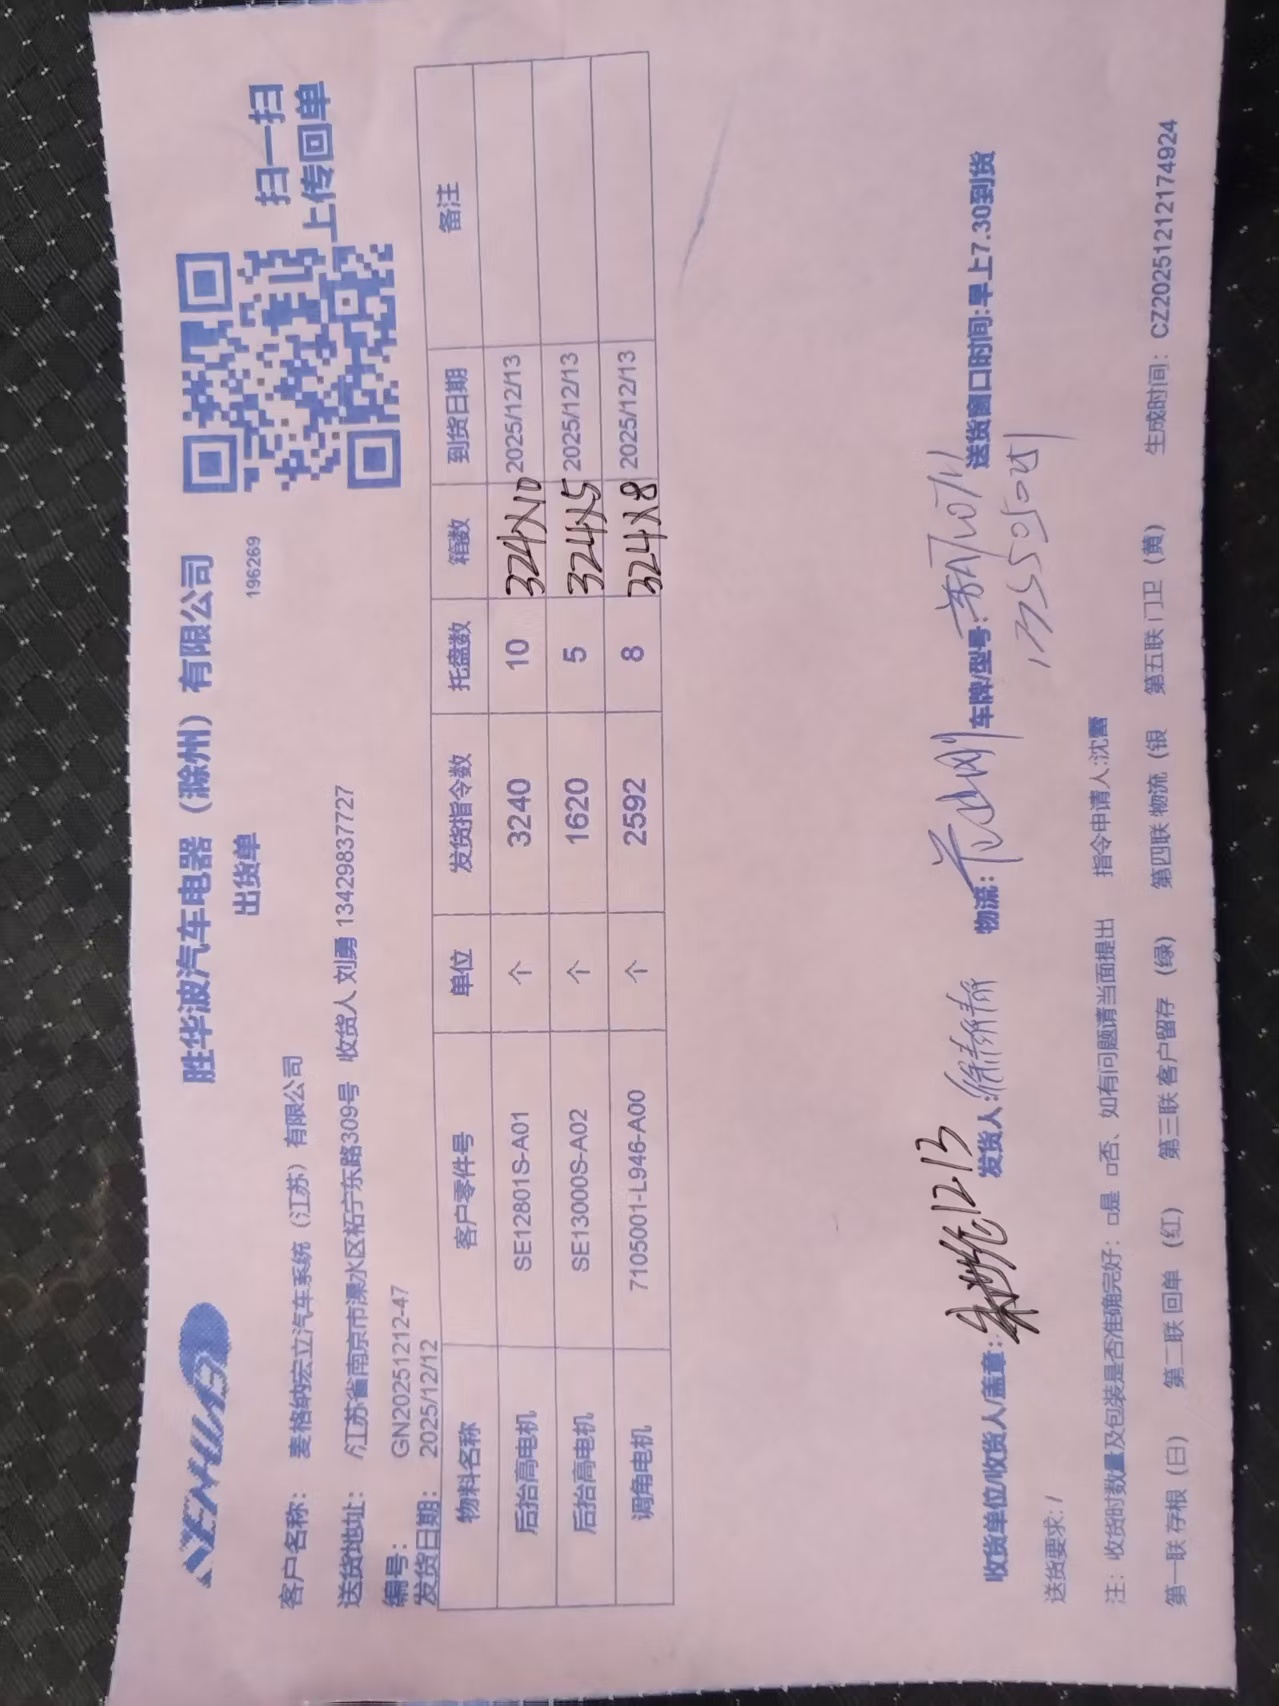 SHENGHUABO
胜华波汽车电器（滁州）有限公司
出货单
196269
扫一扫
上传回单
客户名称： 麦格纳宏立汽车系统（江苏）有限公司
送货地址： /江苏省南京市溧水区柘宁东路309号 收货人 刘勇 13429837727
编号： GN20251212-47
发货日期： 2025/12/12
物料名称 客户零件号 单位 发货指令数 托盘数 箱数 到货日期 备注
后抬高电机 SE12801S-A01 个 3240 10 324X10 2025/12/13
后抬高电机 SE13000S-A02 个 1620 5 324X5 2025/12/13
调角电机 7105001-L946-A00 个 2592 8 324X8 2025/12/13
收货单位/收货人/盖章： 12.13 发货人： 物流： 车牌/型号： 送货窗口时间:早上7.30到货
送货要求: /
注：收货时数量及包装是否准确完好：□是 □否、如有问题请当面提出 指令申请人:沈雷
第一联 存根（白） 第二联 回单（红） 第三联 客户留存（绿） 第四联 物流（银 第五联 门卫（黄） 生成时间：CZ20251212174924